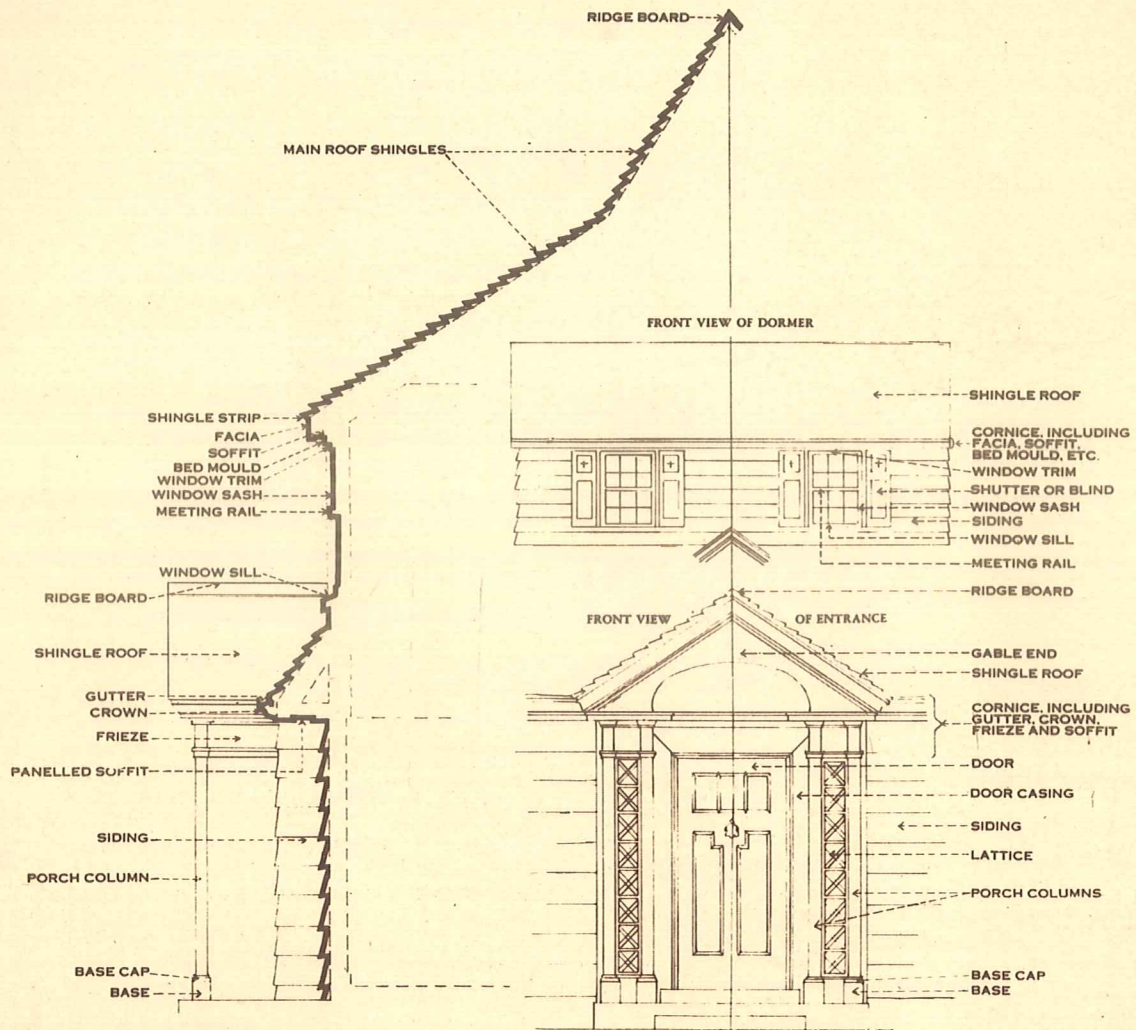 RIDGE BOARD
MAIN ROOF SHINGLES
FRONT VIEW OF DORMER
SHINGLE STRIP
FACIA
SOFFIT
BED MOULD
WINDOW TRIM
WINDOW SASH
MEETING RAIL
WINDOW SILL
RIDGE BOARD
SHINGLE ROOF
GUTTER
CROWN
FRIEZE
PANELLED SOFFIT
SIDING
PORCH COLUMN
BASE CAP
BASE
SHINGLE ROOF
CORNICE, INCLUDING
FACIA, SOFFIT,
BED MOULD, ETC.
WINDOW TRIM
SHUTTER OR BLIND
WINDOW SASH
SIDING
WINDOW SILL
MEETING RAIL
RIDGE BOARD
FRONT VIEW OF ENTRANCE
GABLE END
SHINGLE ROOF
CORNICE, INCLUDING
GUTTER, CROWN,
FRIEZE AND SOFFIT
DOOR
DOOR CASING
SIDING
LATTICE
PORCH COLUMNS
BASE CAP
BASE